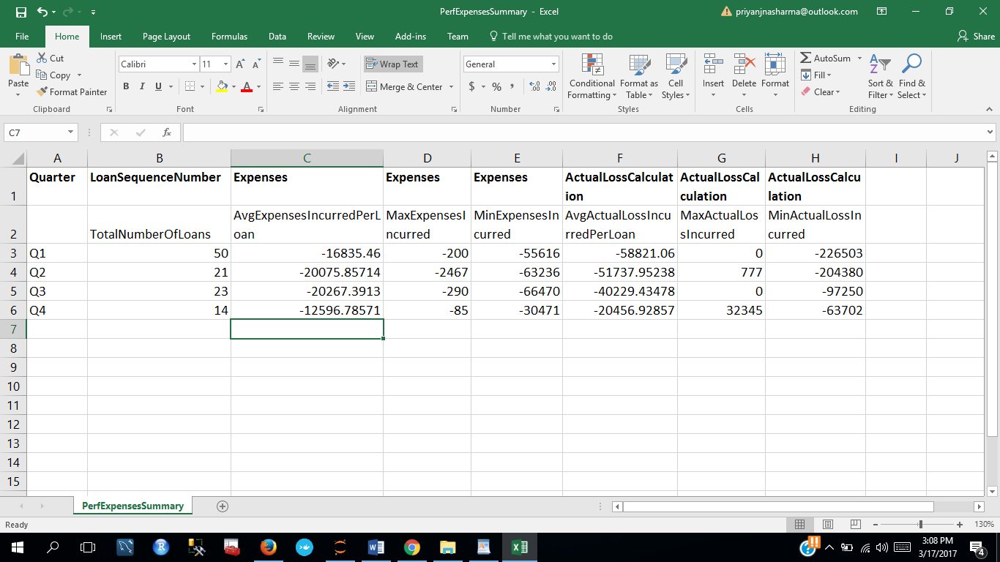 PerfExpensesSummary - Excel
priyanjnasharma@outlook.com
File Home Insert Page Layout Formulas Data Review View Add-ins Team Tell me what you want to do Share
Paste
Cut
Copy
Format Painter
Clipboard
Calibri 11 A A
B I U A
Font
Wrap Text
Merge & Center
Alignment
General
$ % , .00 .0 .00
Number
Conditional Formatting
Format as Table
Cell Styles
Styles
Insert Delete Format
Cells
AutoSum
Fill
Clear
Sort & Filter
Find & Select
Editing
C7 fx
A B C D E F G H I J
1 Quarter LoanSequenceNumber Expenses Expenses Expenses ActualLossCalculation ActualLossCalculation ActualLossCalculation
2 TotalNumberOfLoans AvgExpensesIncurredPerLoan MaxExpensesIncurred MinExpensesIncurred AvgActualLossIncurredPerLoan MaxActualLossIncurred MinActualLossIncurred
3 Q1 50 -16835.46 -200 -55616 -58821.06 0 -226503
4 Q2 21 -20075.85714 -2467 -63236 -51737.95238 777 -204380
5 Q3 23 -20267.3913 -290 -66470 -40229.43478 0 -97250
6 Q4 14 -12596.78571 -85 -30471 -20456.92857 32345 -63702
7
8
9
10
11
12
13
14
15
PerfExpensesSummary
Ready
130%
3:08 PM
3/17/2017
4